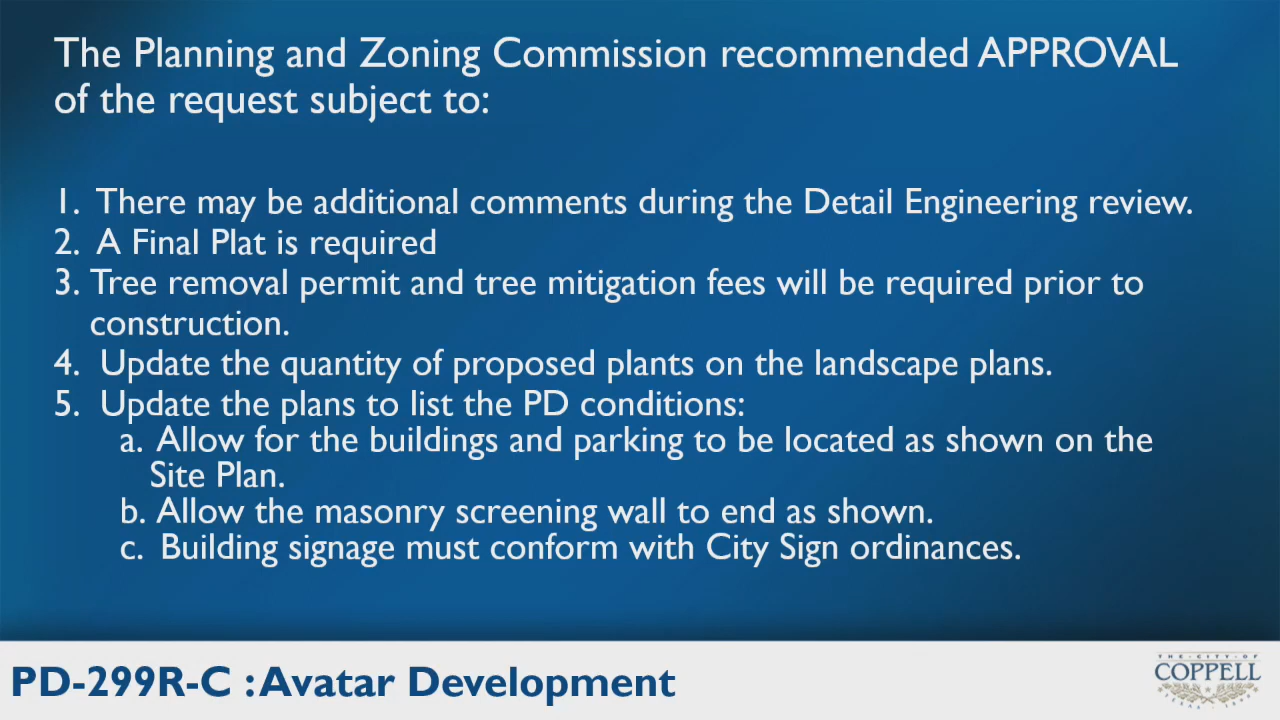 The Planning and Zoning Commission recommended APPROVAL
of the request subject to:
1. There may be additional comments during the Detail Engineering review.
2. A Final Plat is required
3. Tree removal permit and tree mitigation fees will be required prior to
construction.
4. Update the quantity of proposed plants on the landscape plans.
5. Update the plans to list the PD conditions:
a. Allow for the buildings and parking to be located as shown on the
Site Plan.
b. Allow the masonry screening wall to end as shown.
c. Building signage must conform with City Sign ordinances.
PD-299R-C : Avatar Development
THE CITY OF
COPPELL